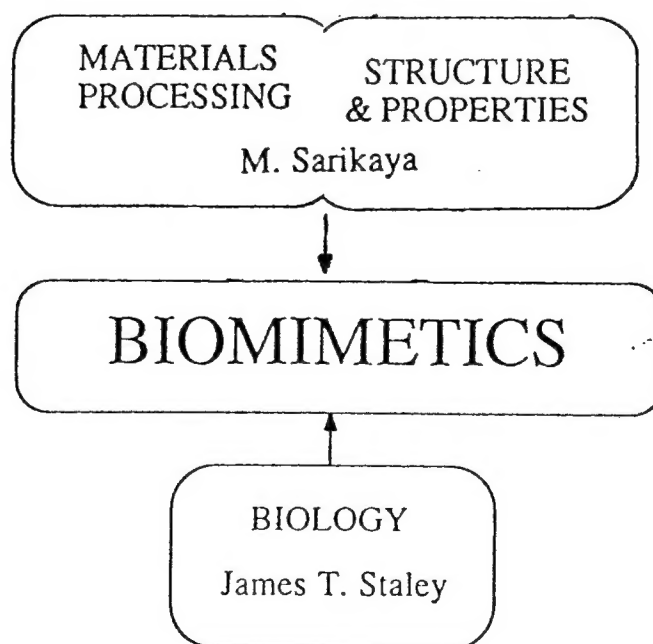 MATERIALS
PROCESSING
STRUCTURE
& PROPERTIES
M. Sarikaya
BIOMIMETICS
BIOLOGY
James T. Staley